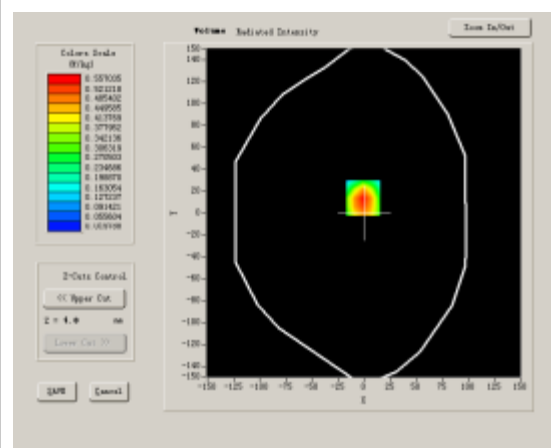 Volume Radiated Intensity
Zoom In/Out
Colors Scale
(W/kg)
0.557035
0.521218
0.485402
0.449585
0.413769
0.377952
0.342136
0.306319
0.270503
0.234686
0.198870
0.163054
0.127237
0.091421
0.055604
Z-Cuts Control
<< Upper Cut
Z = 4.0 mm
Lower Cut >>
SAVE
Cancel
150
140
120
100
80
60
40
20
0
-20
-40
-60
-80
-100
-120
-140
-150
Y
-150 -125 -100 -75 -50 -25 0 25 50 75 100 125 150
X